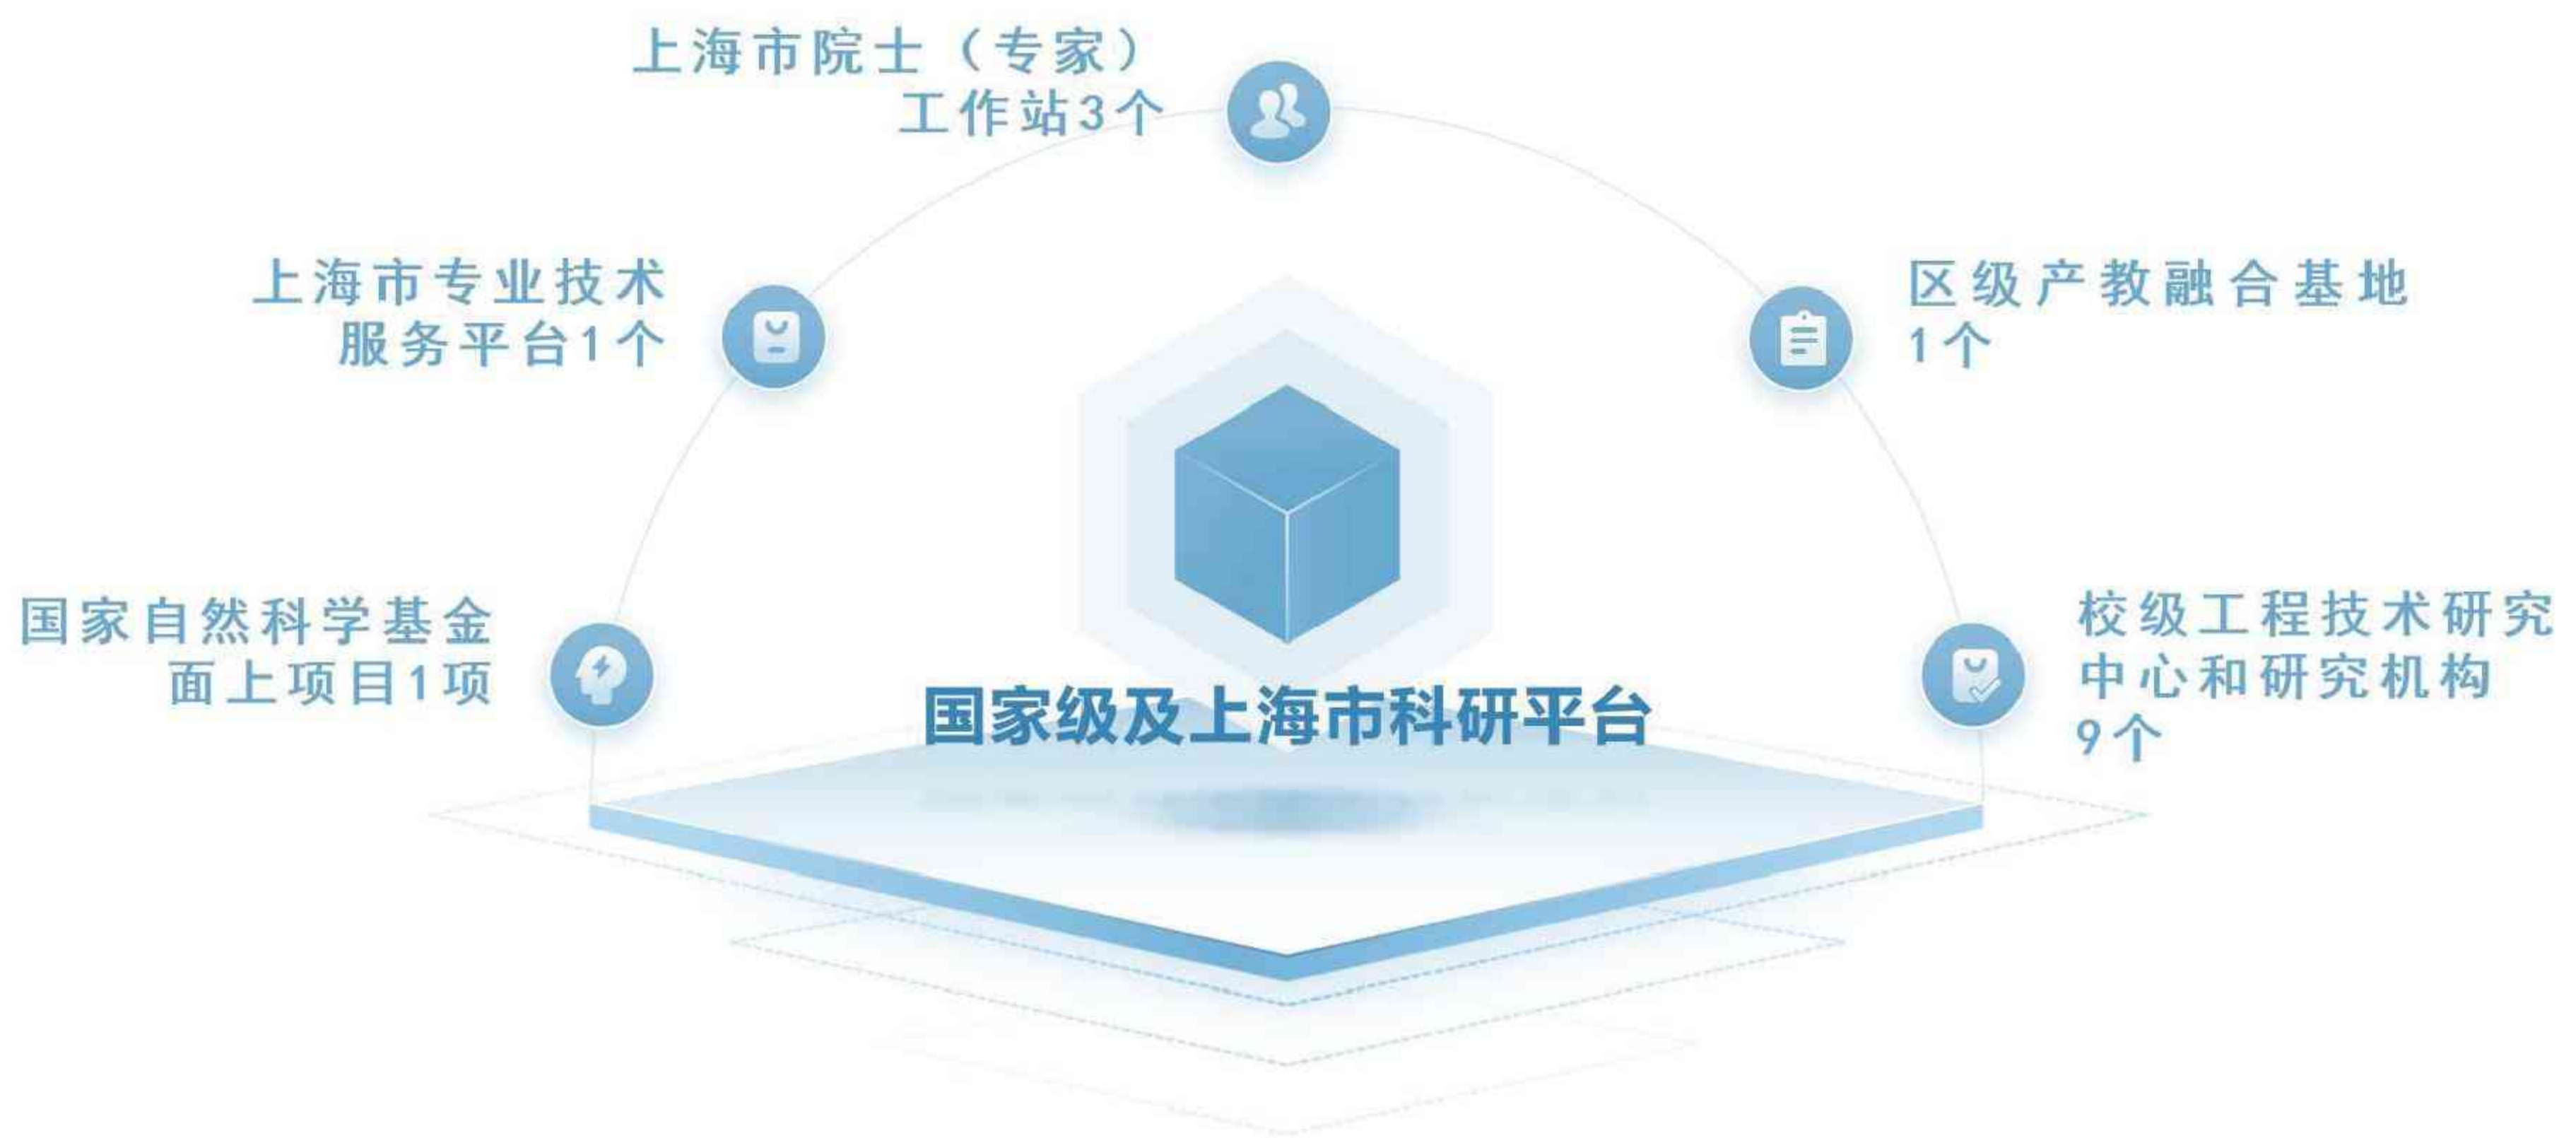 上海市院士（专家）
工作站3个
上海市专业技术
服务平台1个
区级产教融合基地
1个
国家自然科学基金
面上项目1项
校级工程技术研究
中心和研究机构
9个
国家级及上海市科研平台